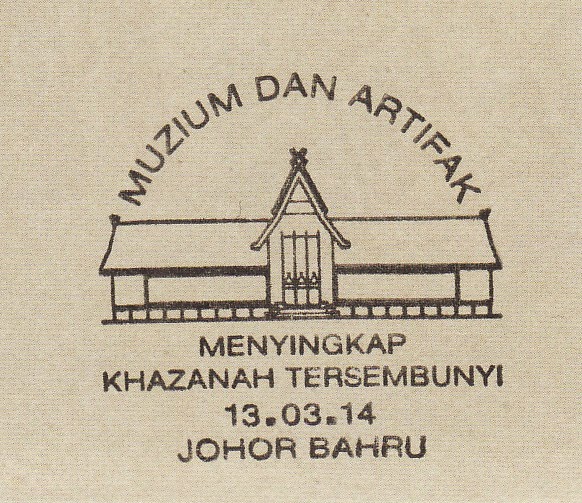 MUZIUM DAN ARTIFAK
MENYINGKAP
KHAZANAH TERSEMBUNYI
13.03.14
JOHOR BAHRU